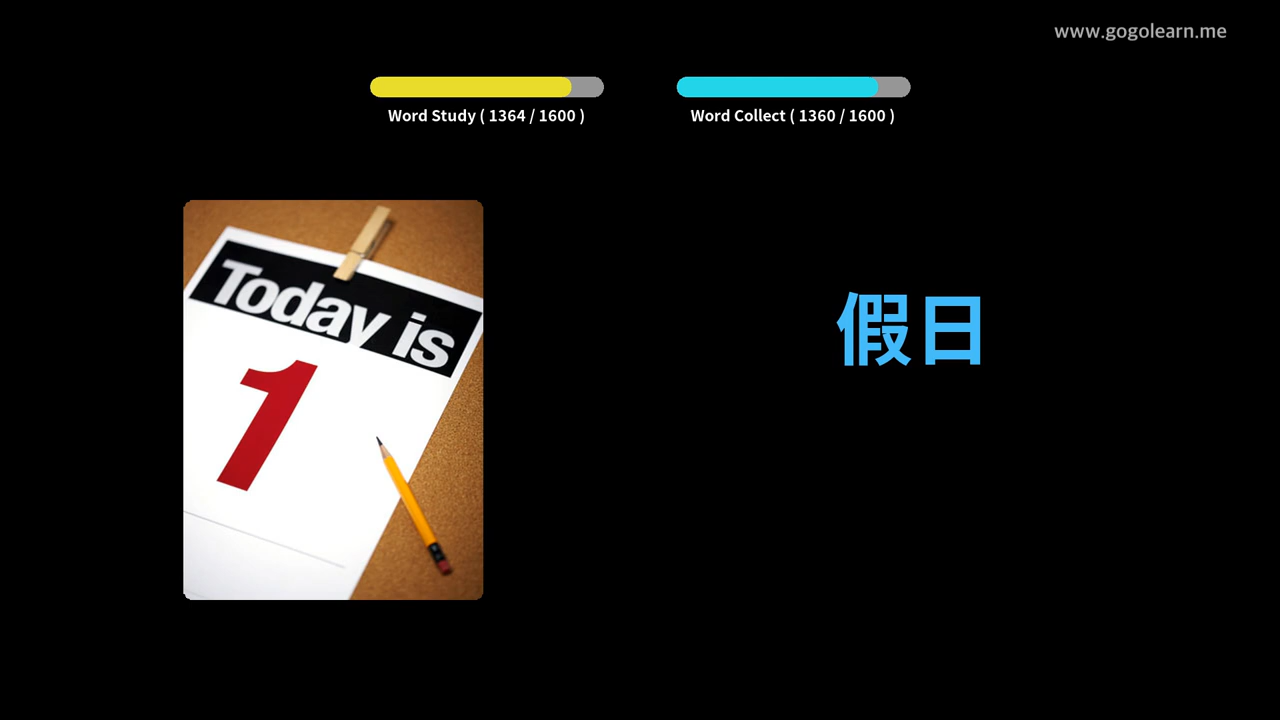 www.gogolearn.me
Word Study ( 1364 / 1600 )
Word Collect ( 1360 / 1600 )
Today is
1
假日